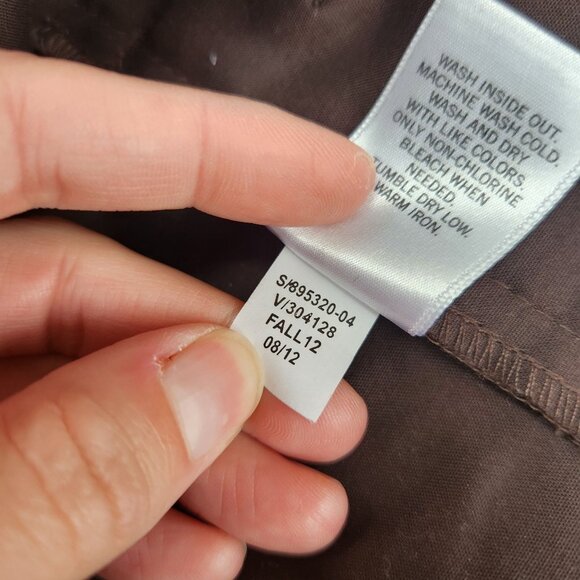 WASH INSIDE OUT.
MACHINE WASH COLD.
WASH AND DRY
WITH LIKE COLORS.
ONLY NON-CHLORINE
BLEACH WHEN
NEEDED.
TUMBLE DRY LOW.
WARM IRON.
S/895320-04
V/304128
FALL12
08/12